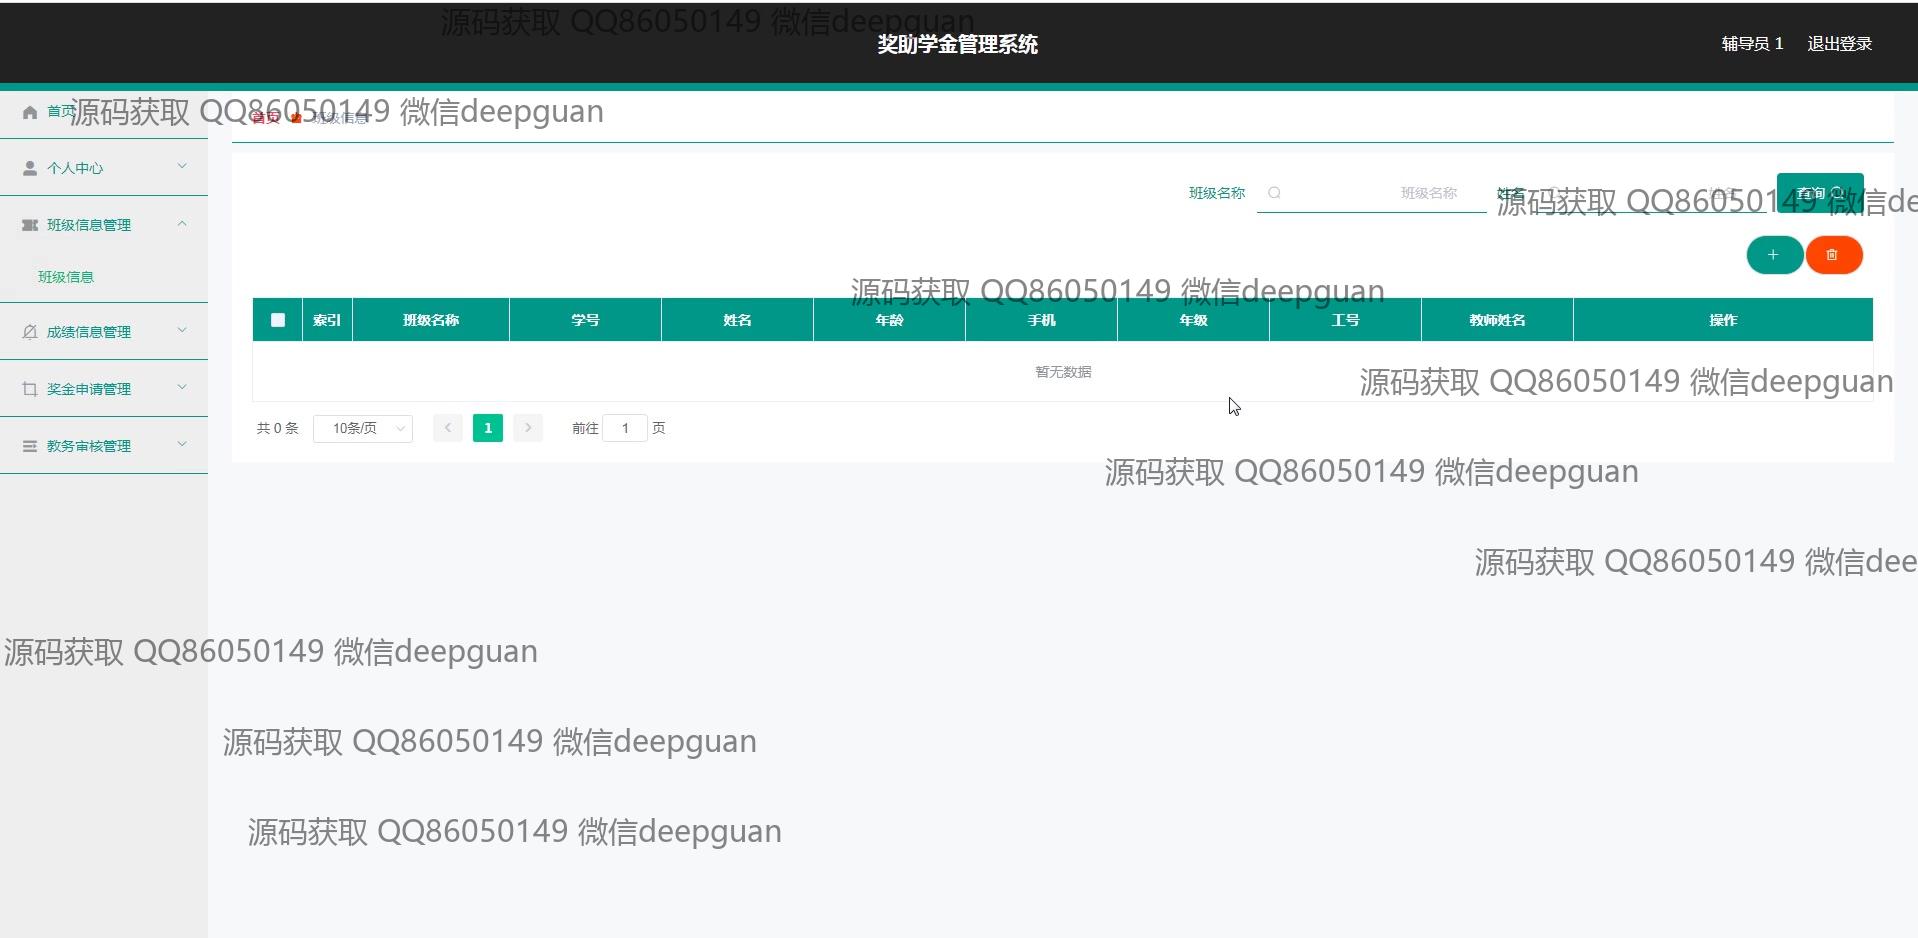 源码获取 QQ86050149 微信deepguan
奖助学金管理系统
辅导员 1 退出登录
首页
源码获取 QQ86050149 微信deepguan
首页 班级信息
个人中心
班级名称 班级名称 姓名 姓名 查询
源码获取 QQ86050149 微信de
班级信息管理
班级信息
源码获取 QQ86050149 微信deepguan
索引 班级名称 学号 姓名 年龄 手机 年级 工号 教师姓名 操作
成绩信息管理
暂无数据
源码获取 QQ86050149 微信deepguan
奖金申请管理
共 0 条 10条/页 1 前往 1 页
教务审核管理
源码获取 QQ86050149 微信deepguan
源码获取 QQ86050149 微信dee
源码获取 QQ86050149 微信deepguan
源码获取 QQ86050149 微信deepguan
源码获取 QQ86050149 微信deepguan